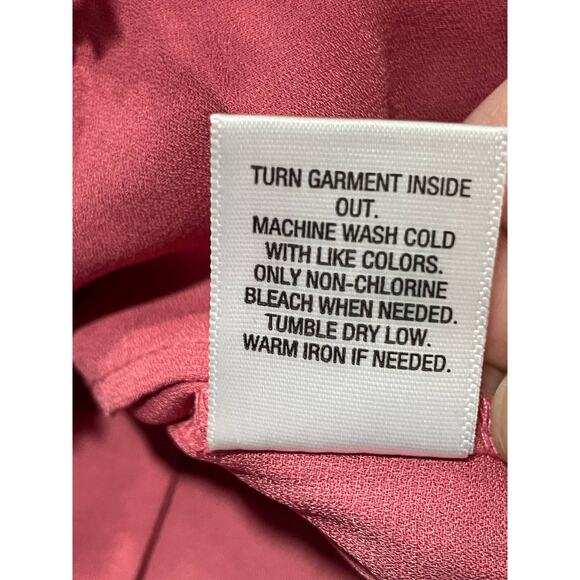 TURN GARMENT INSIDE
OUT.
MACHINE WASH COLD
WITH LIKE COLORS.
ONLY NON-CHLORINE
BLEACH WHEN NEEDED.
TUMBLE DRY LOW.
WARM IRON IF NEEDED.